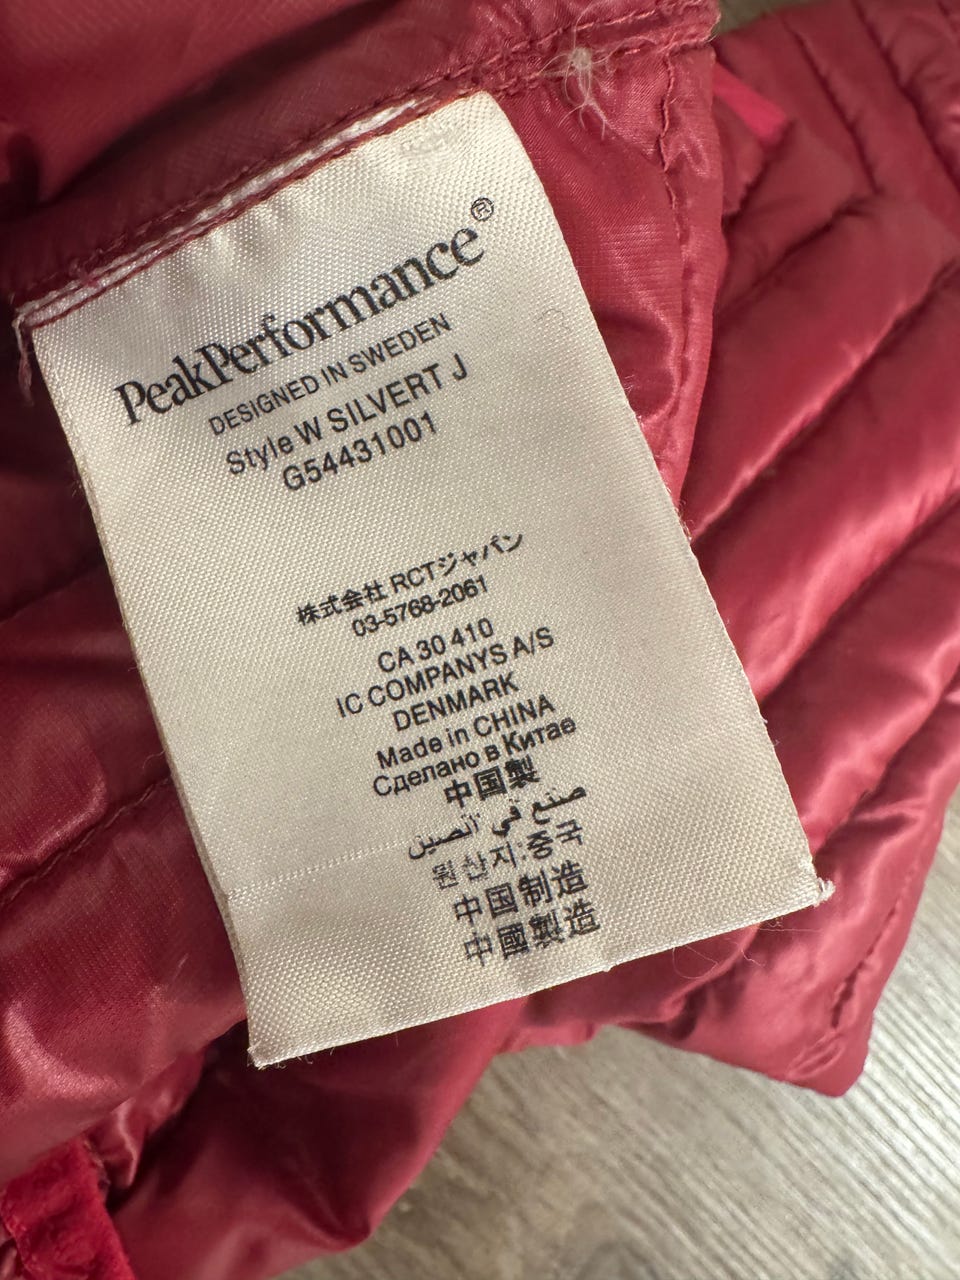 PeakPerformance®
DESIGNED IN SWEDEN
Style W SILVERT J
G54431001
株式会社 RCTジャパン
03-5768-2061
CA 30 410
IC COMPANYS A/S
DENMARK
Made in CHINA
Сделано в Китае
中国製
صنع في الصين
원산지:중국
中国制造
中國製造